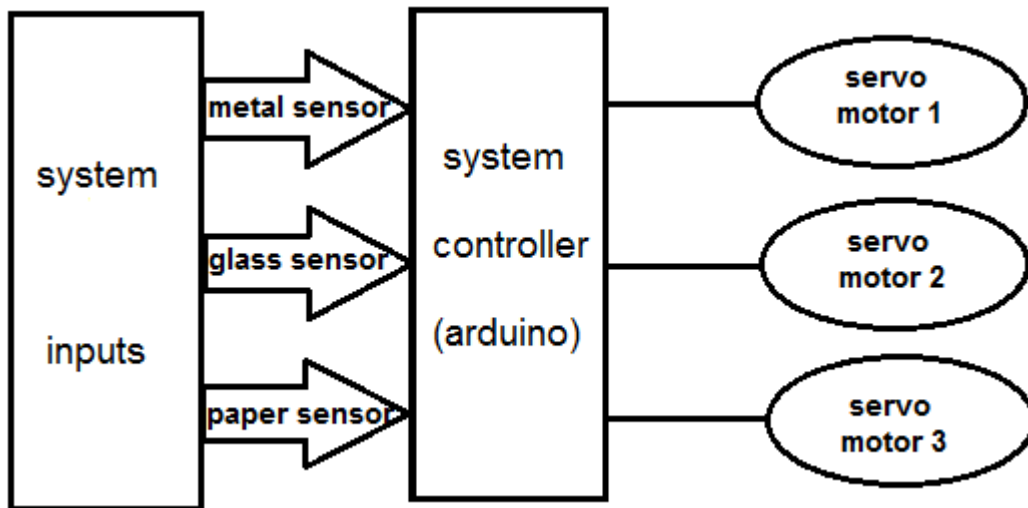 system
inputs
metal sensor
glass sensor
paper sensor
system
controller
(arduino)
servo
motor 1
servo
motor 2
servo
motor 3